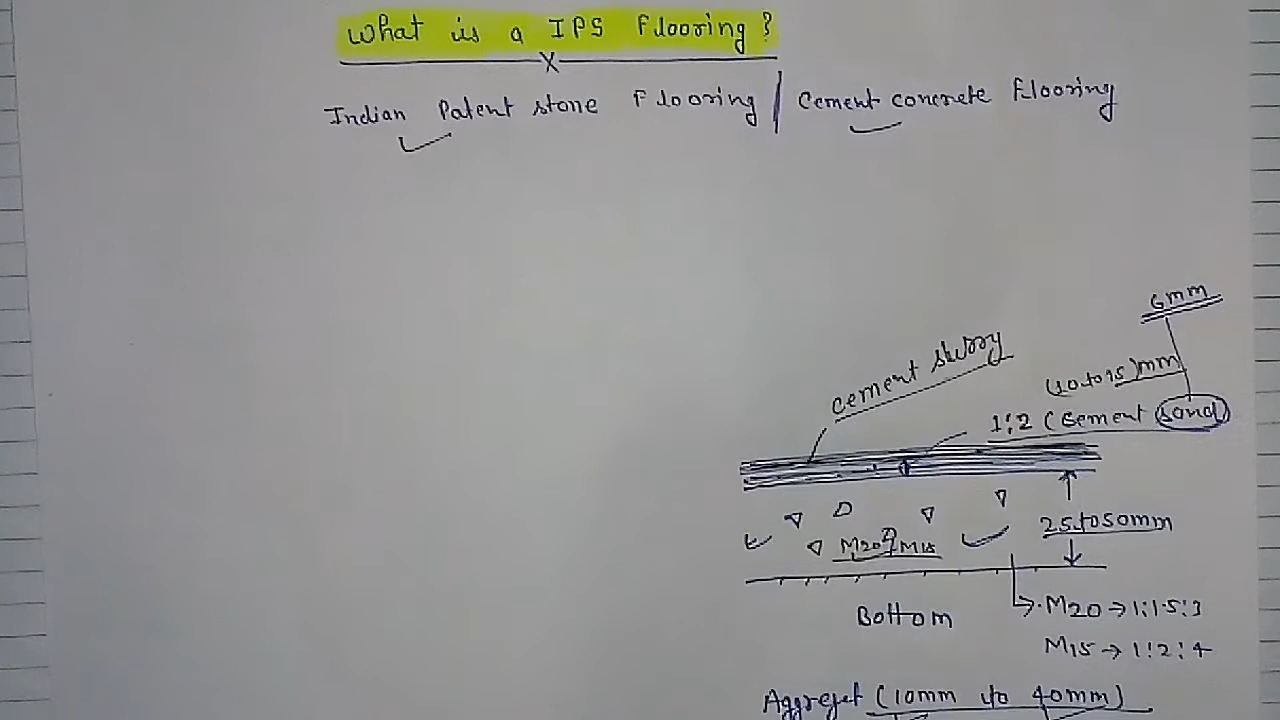 What is a IPS Flooring?
Indian Patent stone Flooring / Cement concrete Flooring
6mm
cement slurry
(10 to 15)mm
1:2 (Cement sand)
25 to 50mm
M20/M15
Bottom
M20 → 1:1.5:3
M15 → 1:2:4
Aggrejet (10mm to 40mm)